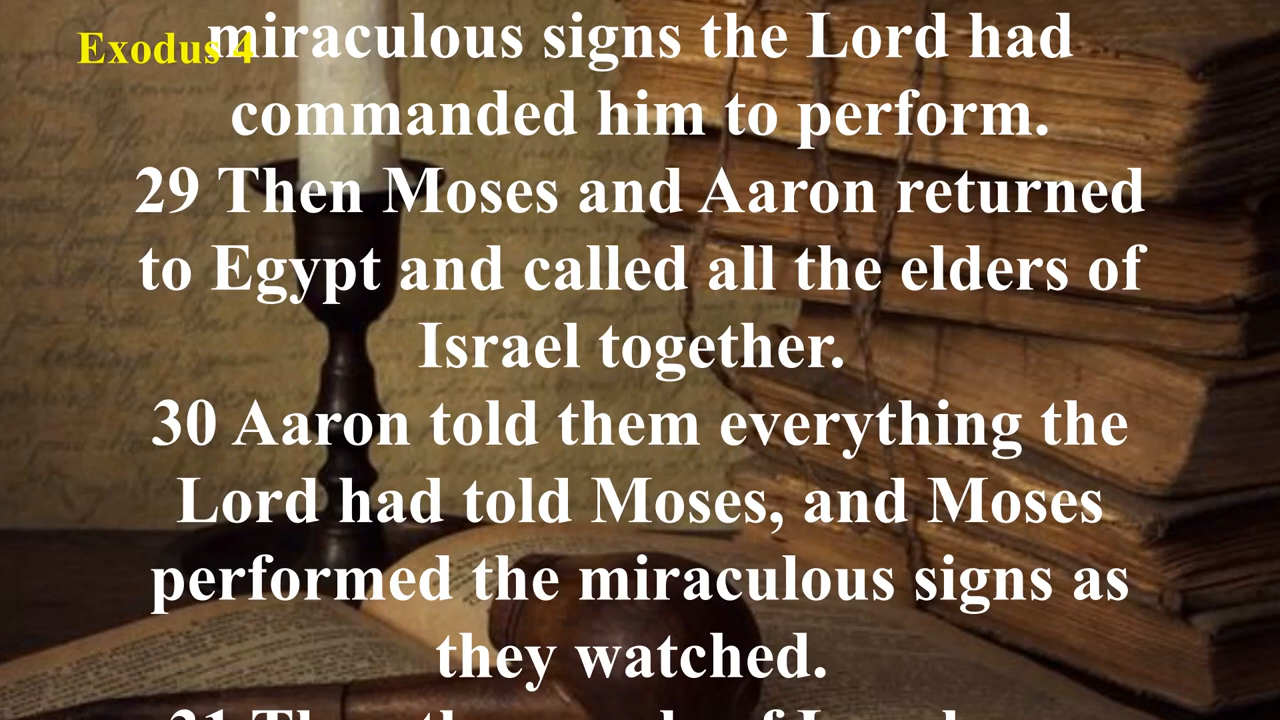 Exodus 4
miraculous signs the Lord had
commanded him to perform.
29 Then Moses and Aaron returned
to Egypt and called all the elders of
Israel together.
30 Aaron told them everything the
Lord had told Moses, and Moses
performed the miraculous signs as
they watched.